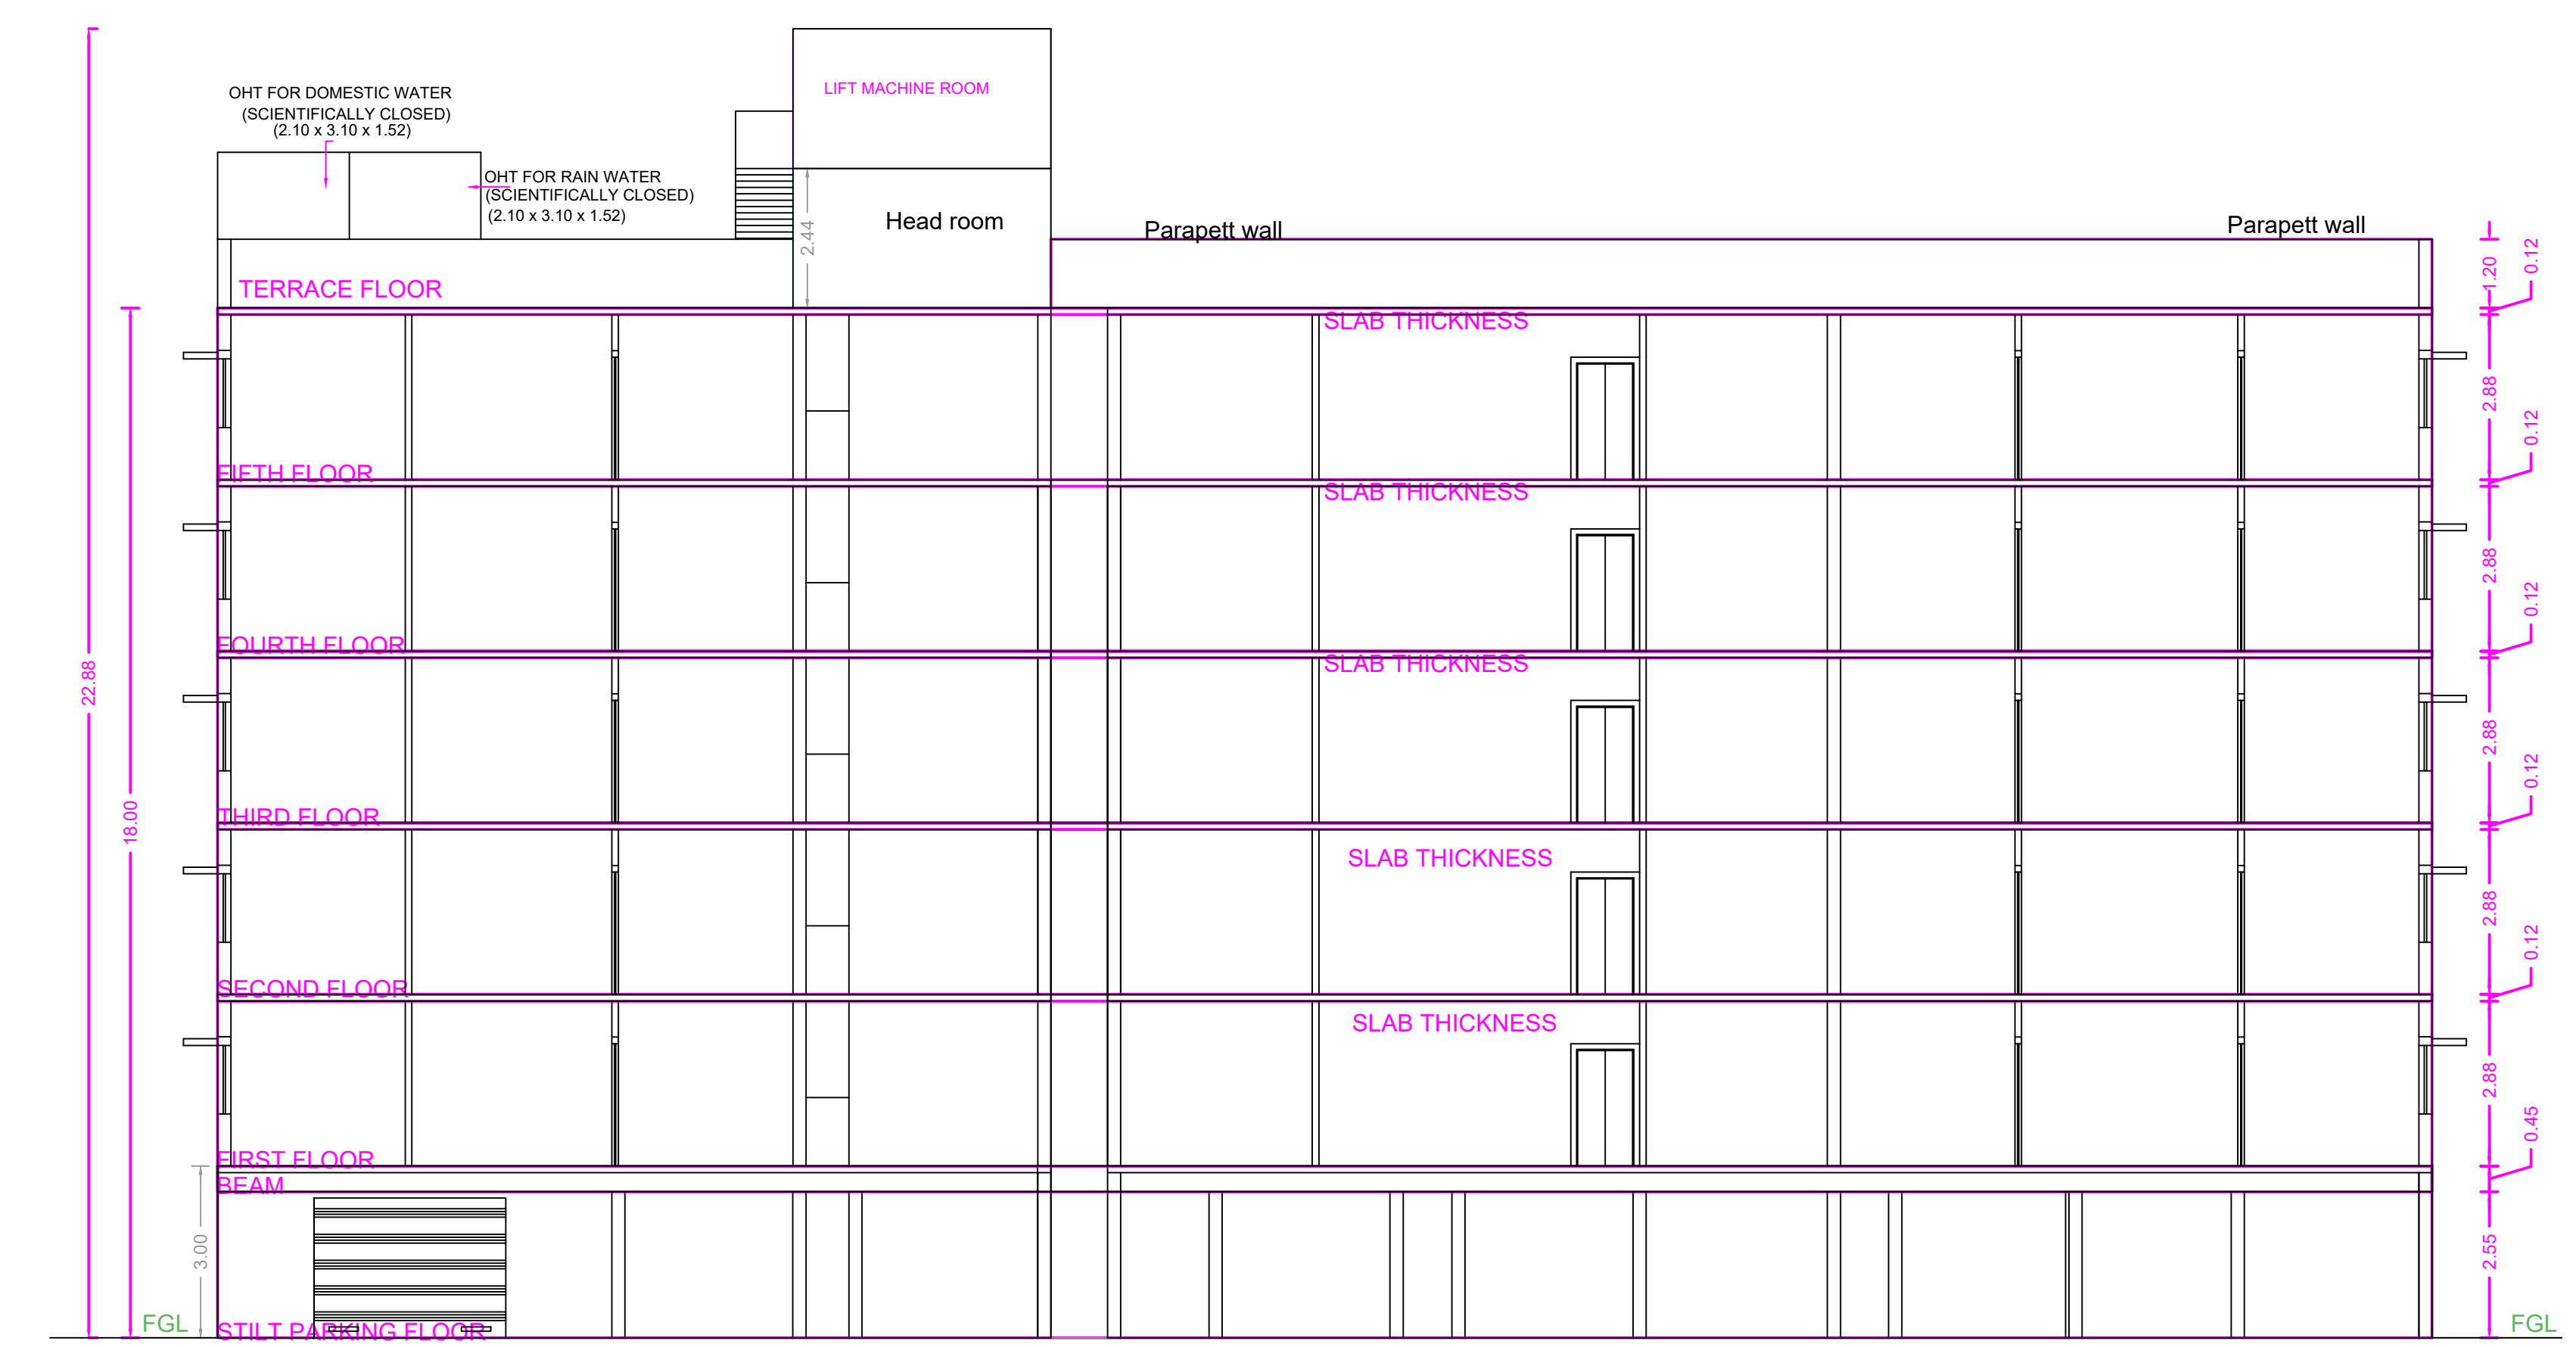 LIFT MACHINE ROOM
OHT FOR DOMESTIC WATER
(SCIENTIFICALLY CLOSED)
(2.10 x 3.10 x 1.52)
OHT FOR RAIN WATER
(SCIENTIFICALLY CLOSED)
(2.10 x 3.10 x 1.52)
2.44
Head room
Parapett wall
Parapett wall
1.20
0.12
TERRACE FLOOR
SLAB THICKNESS
2.88
0.12
FIFTH FLOOR
SLAB THICKNESS
2.88
0.12
FOURTH FLOOR
SLAB THICKNESS
22.88
18.00
2.88
0.12
THIRD FLOOR
SLAB THICKNESS
2.88
0.12
SECOND FLOOR
SLAB THICKNESS
2.88
0.45
FIRST FLOOR
BEAM
3.00
2.55
FGL
STILT PARKING FLOOR
FGL